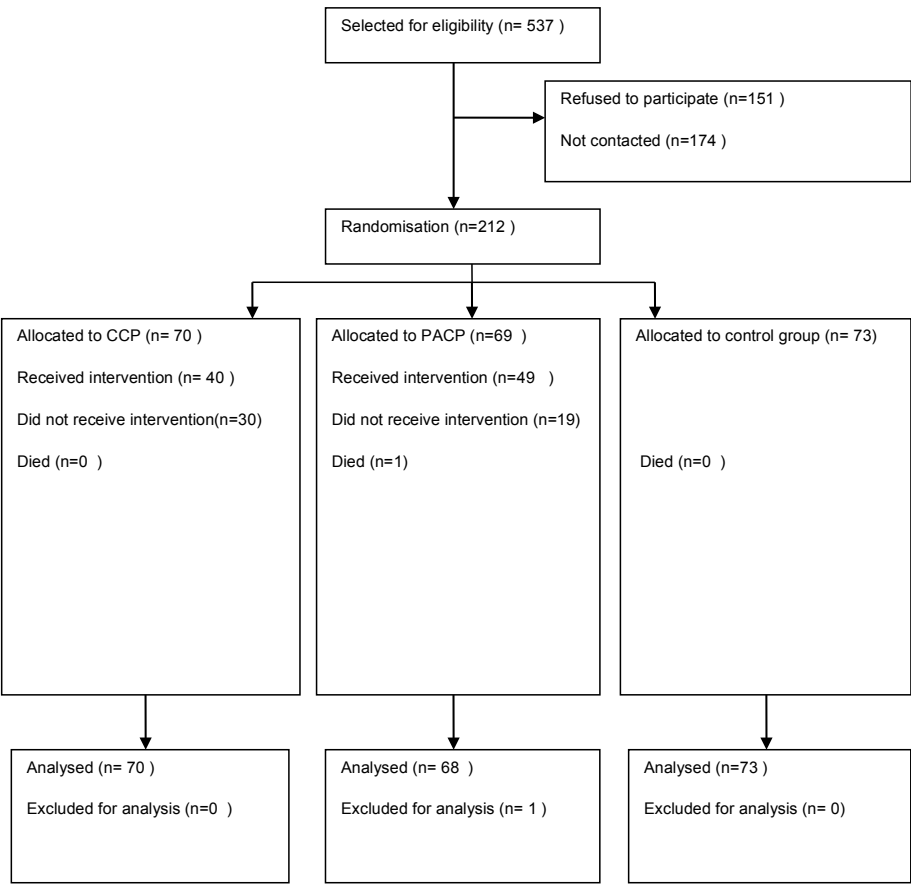 Selected for eligibility (n= 537 )
Refused to participate (n=151 )
Not contacted (n=174 )
Randomisation (n=212 )
Allocated to CCP (n= 70 )
Received intervention (n= 40 )
Did not receive intervention(n=30)
Died (n=0 )
Allocated to PACP (n=69 )
Received intervention (n=49 )
Did not receive intervention (n=19)
Died (n=1)
Allocated to control group (n= 73)
Died (n=0 )
Analysed (n= 70 )
Excluded for analysis (n=0 )
Analysed (n= 68 )
Excluded for analysis (n= 1 )
Analysed (n=73 )
Excluded for analysis (n= 0)